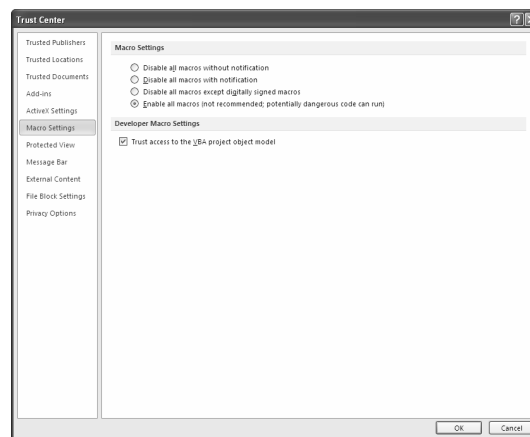 Trust Center
Trusted Publishers
Trusted Locations
Trusted Documents
Add-ins
ActiveX Settings
Macro Settings
Protected View
Message Bar
External Content
File Block Settings
Privacy Options
Macro Settings
Disable all macros without notification
Disable all macros with notification
Disable all macros except digitally signed macros
Enable all macros (not recommended; potentially dangerous code can run)
Developer Macro Settings
Trust access to the VBA project object model
OK
Cancel